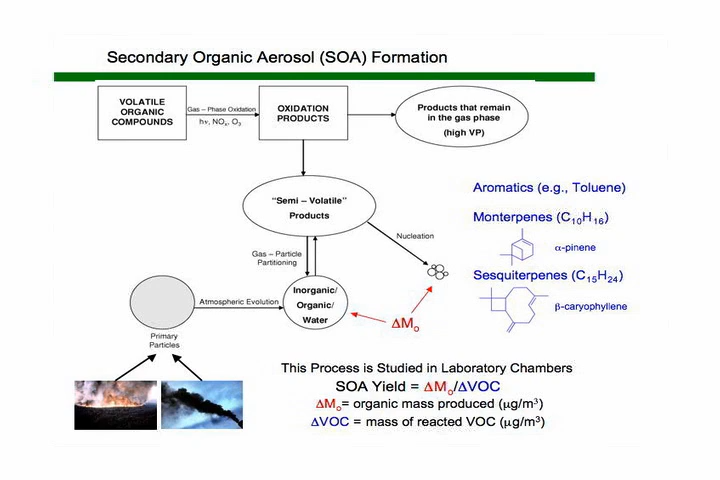 Secondary Organic Aerosol (SOA) Formation
VOLATILE
ORGANIC
COMPOUNDS
Gas – Phase Oxidation
hν, NOₓ, O₃
OXIDATION
PRODUCTS
Products that remain
in the gas phase
(high VP)
"Semi – Volatile"
Products
Aromatics (e.g., Toluene)
Monterpenes (C₁₀H₁₆)
α-pinene
Sesquiterpenes (C₁₅H₂₄)
β-caryophyllene
Nucleation
Gas – Particle
Partitioning
Inorganic/
Organic/
Water
Atmospheric Evolution
ΔMₒ
Primary
Particles
This Process is Studied in Laboratory Chambers
SOA Yield = ΔMₒ/ΔVOC
ΔMₒ= organic mass produced (μg/m³)
ΔVOC = mass of reacted VOC (μg/m³)